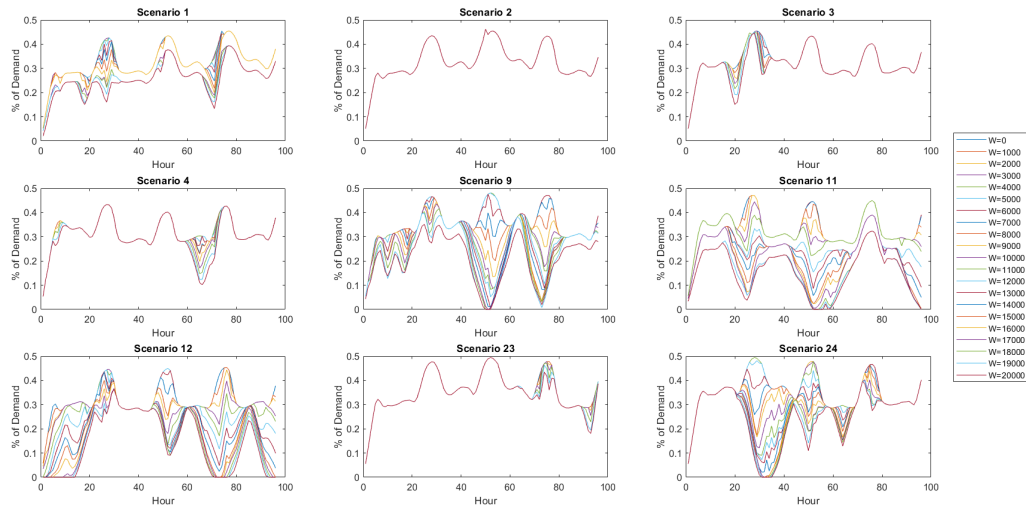 Scenario 1
0.5
0.4
0.3
0.2
0.1
0
% of Demand
0 20 40 60 80 100
Hour
Scenario 2
0.5
0.4
0.3
0.2
0.1
0
% of Demand
0 20 40 60 80 100
Hour
Scenario 3
0.5
0.4
0.3
0.2
0.1
0
% of Demand
0 20 40 60 80 100
Hour
Scenario 4
0.5
0.4
0.3
0.2
0.1
0
% of Demand
0 20 40 60 80 100
Hour
Scenario 9
0.5
0.4
0.3
0.2
0.1
0
% of Demand
0 20 40 60 80 100
Hour
Scenario 11
0.5
0.4
0.3
0.2
0.1
0
% of Demand
0 20 40 60 80 100
Hour
Scenario 12
0.5
0.4
0.3
0.2
0.1
0
% of Demand
0 20 40 60 80 100
Hour
Scenario 23
0.5
0.4
0.3
0.2
0.1
0
% of Demand
0 20 40 60 80 100
Hour
Scenario 24
0.5
0.4
0.3
0.2
0.1
0
% of Demand
0 20 40 60 80 100
Hour
W=0
W=1000
W=2000
W=3000
W=4000
W=5000
W=6000
W=7000
W=8000
W=9000
W=10000
W=11000
W=12000
W=13000
W=14000
W=15000
W=16000
W=17000
W=18000
W=19000
W=20000